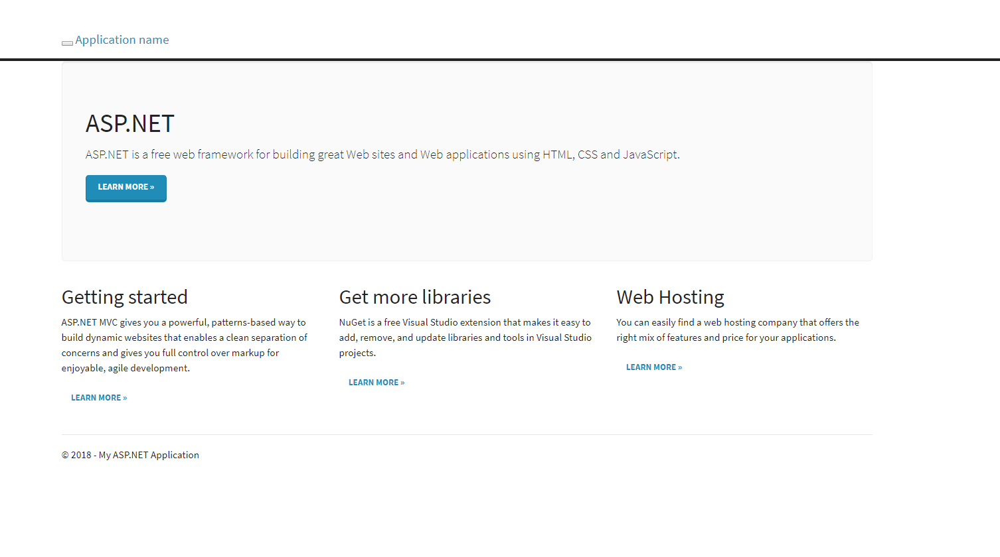 Application name
ASP.NET
ASP.NET is a free web framework for building great Web sites and Web applications using HTML, CSS and JavaScript.
LEARN MORE »
Getting started
ASP.NET MVC gives you a powerful, patterns-based way to
build dynamic websites that enables a clean separation of
concerns and gives you full control over markup for
enjoyable, agile development.
LEARN MORE »
Get more libraries
NuGet is a free Visual Studio extension that makes it easy to
add, remove, and update libraries and tools in Visual Studio
projects.
LEARN MORE »
Web Hosting
You can easily find a web hosting company that offers the
right mix of features and price for your applications.
LEARN MORE »
© 2018 - My ASP.NET Application